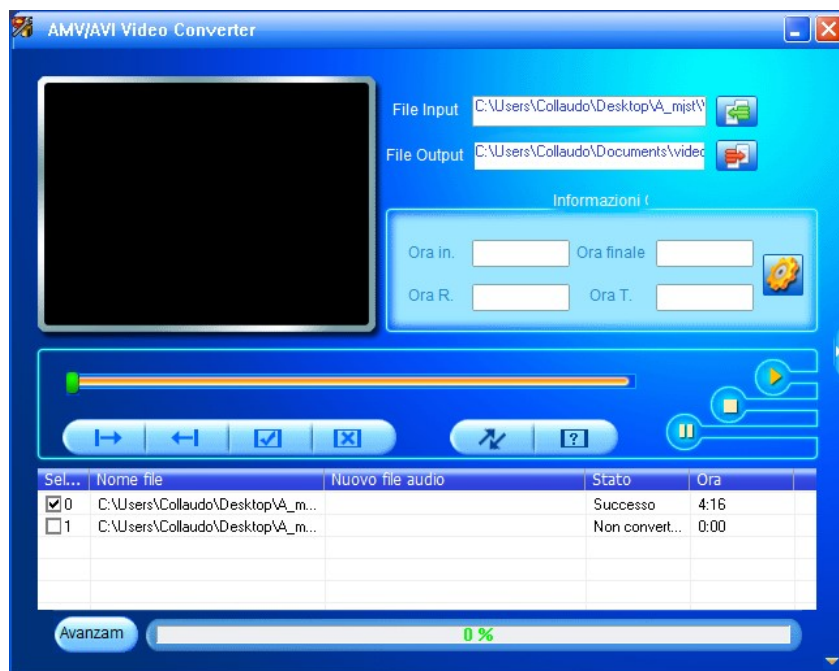 AMV/AVI Video Converter
File Input C:\Users\Collaudo\Desktop\A_mjst\
File Output C:\Users\Collaudo\Documents\video
Informazioni
Ora in. Ora finale
Ora R. Ora T.
Sel... Nome file Nuovo file audio Stato Ora
0 C:\Users\Collaudo\Desktop\A_m... Successo 4:16
1 C:\Users\Collaudo\Desktop\A_m... Non convert... 0:00
Avanzam 0 %